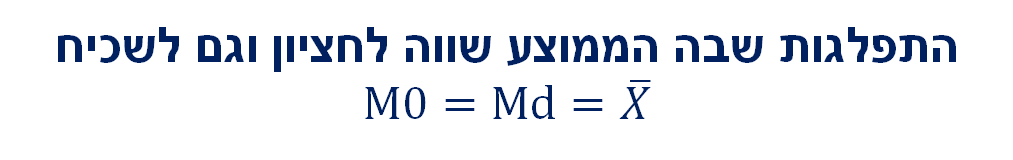 התפלגות שבה הממוצע שווה לחציון וגם לשכיח
M0 = Md = X̅